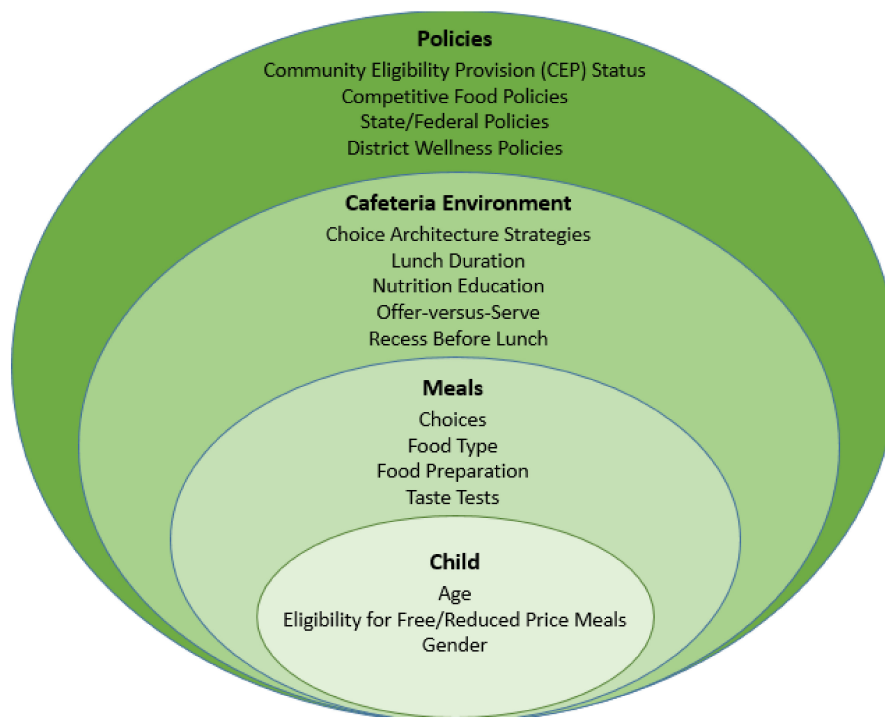 Policies
Community Eligibility Provision (CEP) Status
Competitive Food Policies
State/Federal Policies
District Wellness Policies
Cafeteria Environment
Choice Architecture Strategies
Lunch Duration
Nutrition Education
Offer-versus-Serve
Recess Before Lunch
Meals
Choices
Food Type
Food Preparation
Taste Tests
Child
Age
Eligibility for Free/Reduced Price Meals
Gender